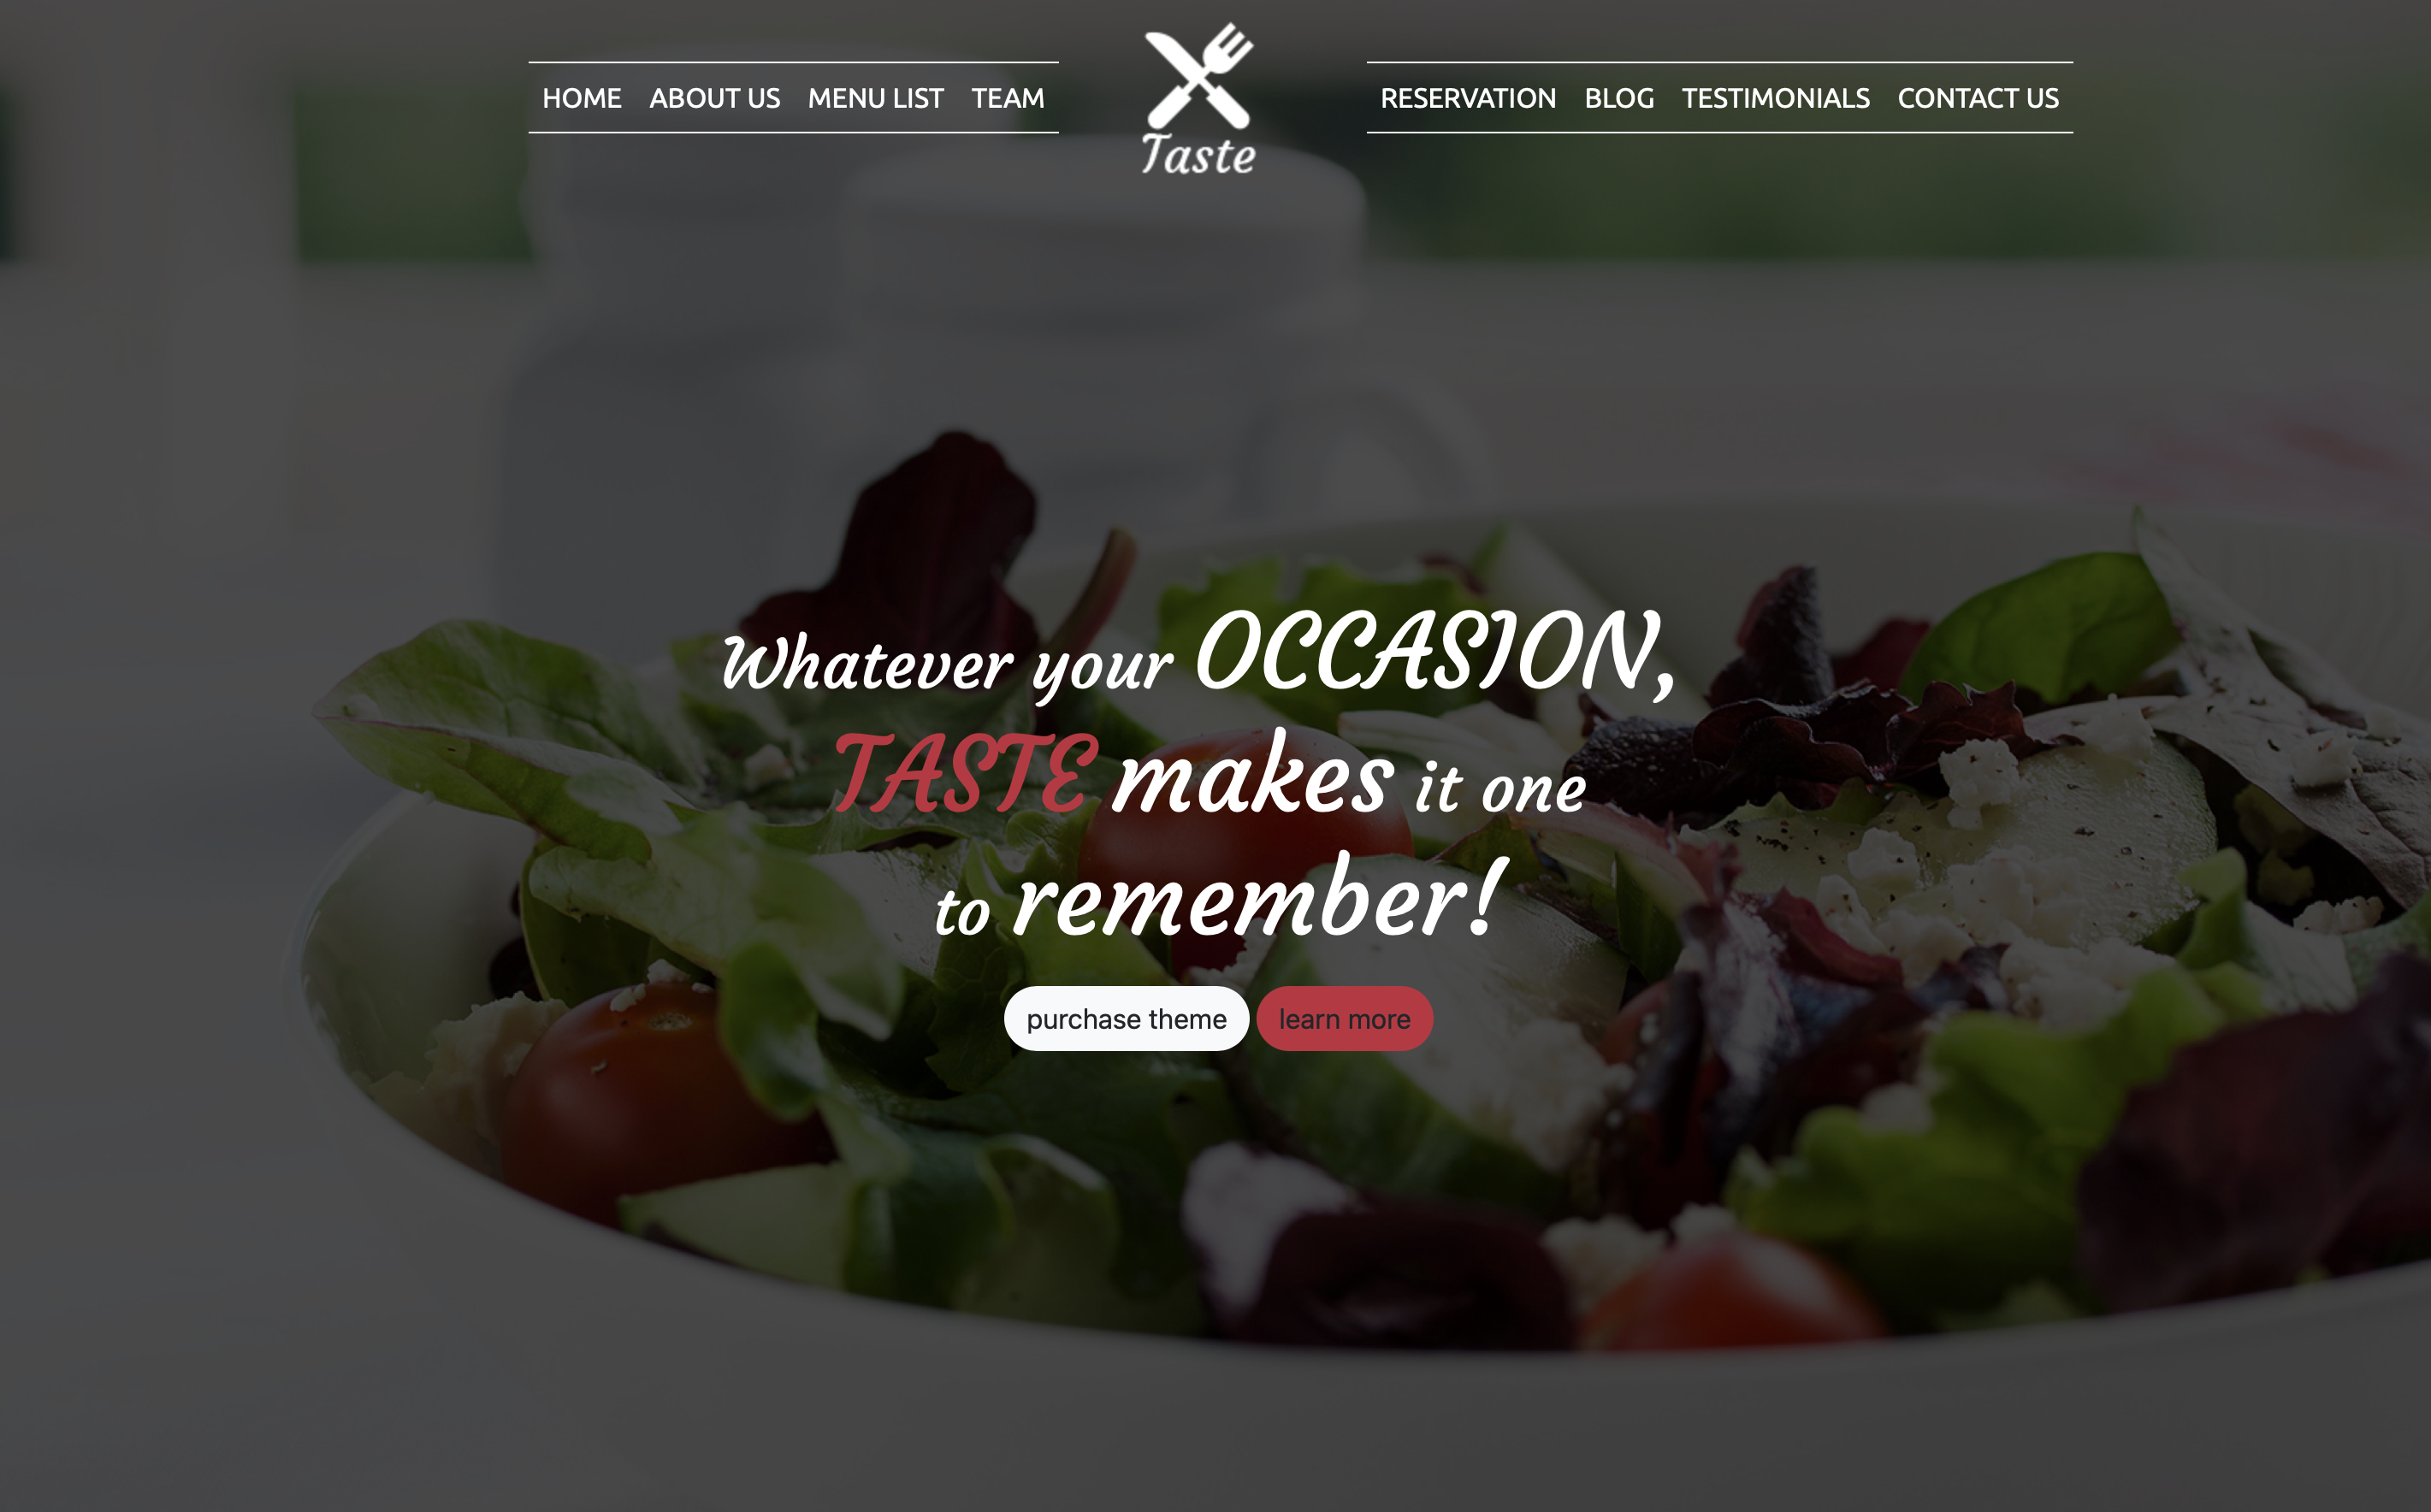 HOME ABOUT US MENU LIST TEAM
Taste
RESERVATION BLOG TESTIMONIALS CONTACT US
Whatever your OCCASION,
TASTE makes it one
to remember!
purchase theme learn more